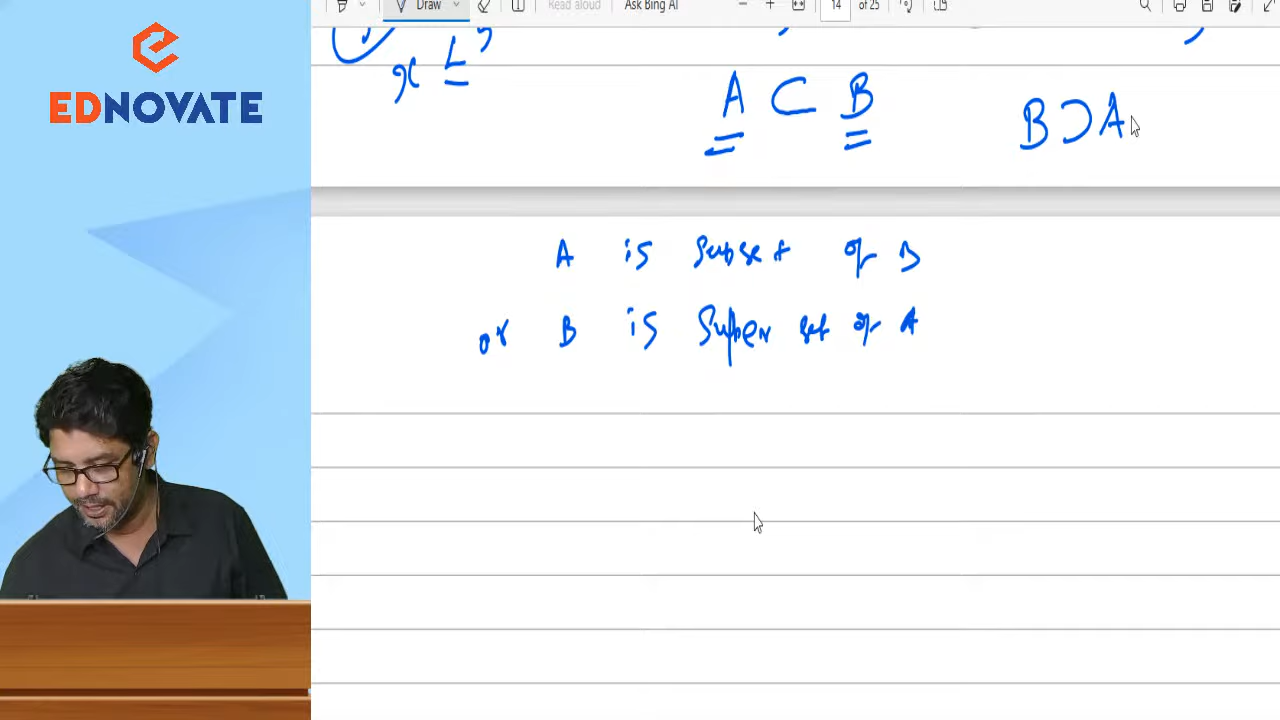 Draw
Read aloud
Ask Bing AI
14 of 25
EDNOVATE
x L y
A ⊂ B
B ⊃ A
A is subset of B
or B is Super set of A